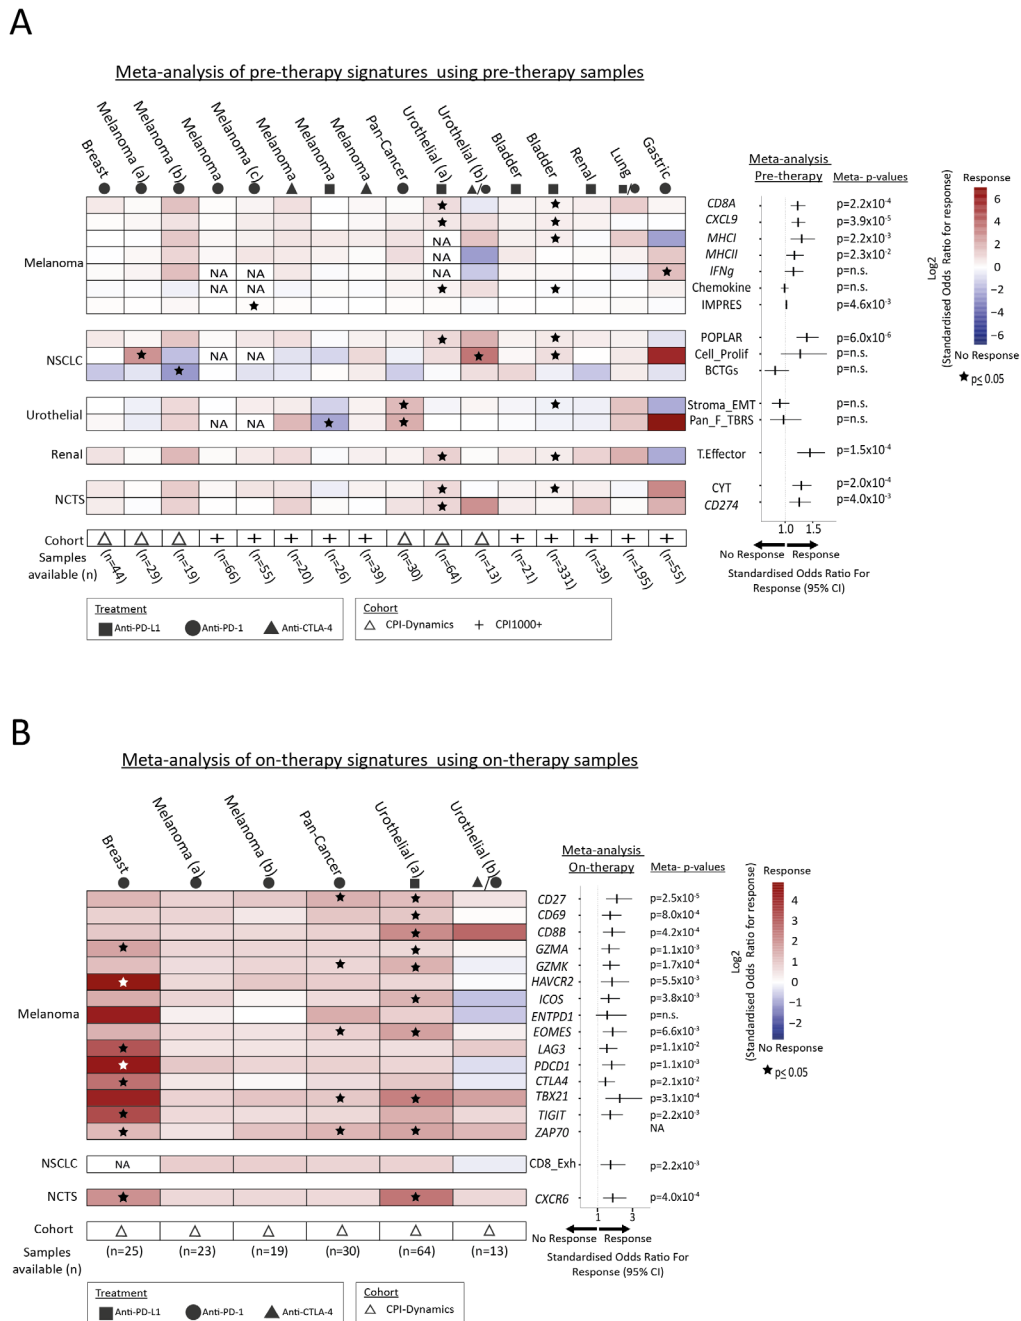 A
Meta-analysis of pre-therapy signatures using pre-therapy samples
Breast
Melanoma (a)
Melanoma (b)
Melanoma
Melanoma (c)
Melanoma
Melanoma
Melanoma
Pan-Cancer
Urothelial (a)
Urothelial (b)
Bladder
Bladder
Renal
Lung
Gastric
Meta-analysis
Pre-therapy Meta- p-values
Melanoma
NA
NA
NA NA NA
NA NA
CD8A p=2.2x10-4
CXCL9 p=3.9x10-5
MHCI p=2.2x10-3
MHCII p=2.3x10-2
IFNg p=n.s.
Chemokine p=n.s.
IMPRES p=4.6x10-3
NSCLC
NA NA
POPLAR p=6.0x10-6
Cell_Prolif p=n.s.
BCTGs p=n.s.
Urothelial
NA NA
Stroma_EMT p=n.s.
Pan_F_TBRS p=n.s.
Renal
T.Effector p=1.5x10-4
NCTS
CYT p=2.0x10-4
CD274 p=4.0x10-3
1.0 1.5
No Response Response
Standardised Odds Ratio For
Response (95% CI)
Response
6
4
2
0
−2
−4
−6
Log2
(Standardised Odds Ratio for response)
No Response
p≤ 0.05
Cohort
Samples
available (n)
(n=44) (n=29) (n=19) (n=66) (n=55) (n=20) (n=26) (n=39) (n=30) (n=64) (n=13) (n=21) (n=331) (n=39) (n=195) (n=55)
Treatment
Anti-PD-L1 Anti-PD-1 Anti-CTLA-4
Cohort
CPI-Dynamics CPI1000+
B
Meta-analysis of on-therapy signatures using on-therapy samples
Breast
Melanoma (a)
Melanoma (b)
Pan-Cancer
Urothelial (a)
Urothelial (b)
Meta-analysis
On-therapy Meta- p-values
Melanoma
CD27 p=2.5x10-5
CD69 p=8.0x10-4
CD8B p=4.2x10-4
GZMA p=1.1x10-3
GZMK p=1.7x10-4
HAVCR2 p=5.5x10-3
ICOS p=3.8x10-3
ENTPD1 p=n.s.
EOMES p=6.6x10-3
LAG3 p=1.1x10-2
PDCD1 p=1.1x10-3
CTLA4 p=2.1x10-2
TBX21 p=3.1x10-4
TIGIT p=2.2x10-3
ZAP70 NA
NSCLC NA CD8_Exh p=2.2x10-3
NCTS CXCR6 p=4.0x10-4
1 3
No Response Response
Standardised Odds Ratio For
Response (95% CI)
Response
4
3
2
1
0
−1
−2
Log2
(Standardised Odds Ratio for response)
No Response
p≤ 0.05
Cohort
Samples
available (n)
(n=25) (n=23) (n=19) (n=30) (n=64) (n=13)
Treatment
Anti-PD-L1 Anti-PD-1 Anti-CTLA-4
Cohort
CPI-Dynamics